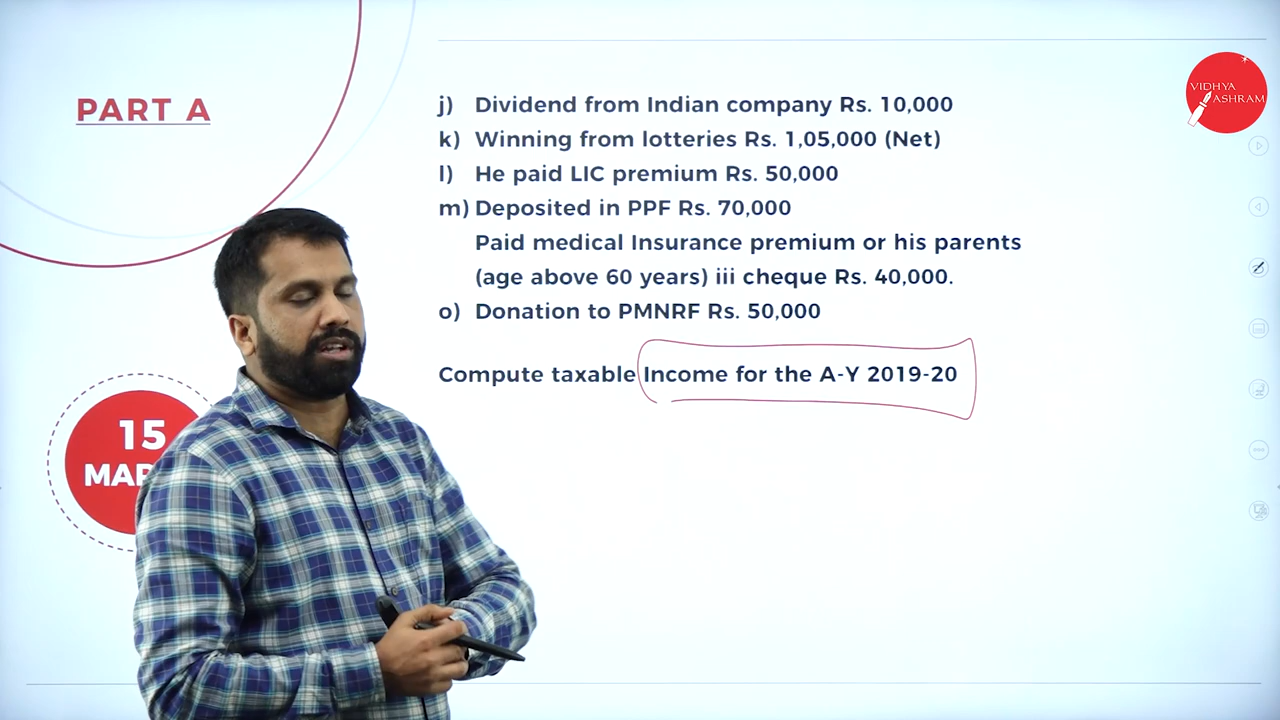 PART A
j) Dividend from Indian company Rs. 10,000
k) Winning from lotteries Rs. 1,05,000 (Net)
l) He paid LIC premium Rs. 50,000
m) Deposited in PPF Rs. 70,000
Paid medical Insurance premium or his parents
(age above 60 years) iii cheque Rs. 40,000.
o) Donation to PMNRF Rs. 50,000
Compute taxable Income for the A-Y 2019-20
15
VIDHYA
ASHRAM